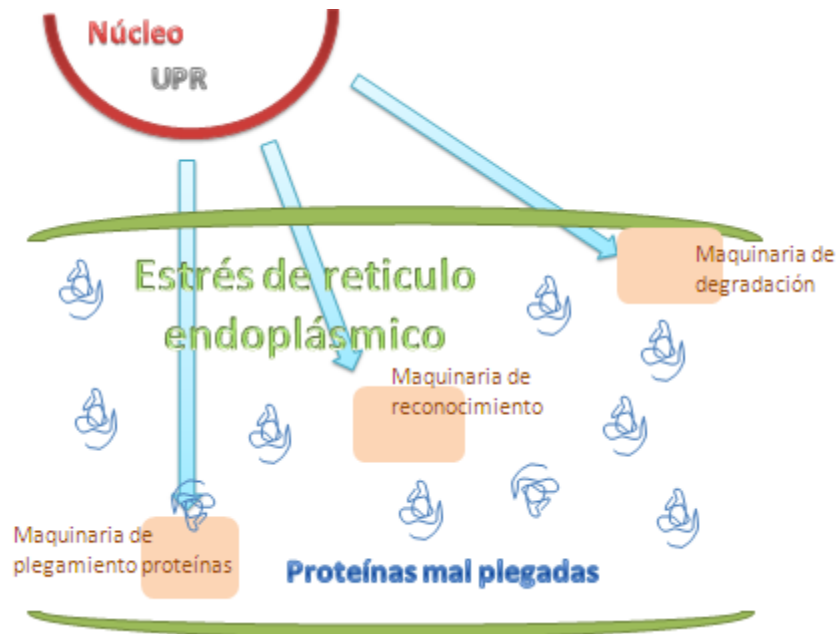 Núcleo
UPR
Maquinaria de
degradación
Estrés de reticulo
endoplásmico
Maquinaria de
reconocimiento
Maquinaria de
plegamiento proteínas
Proteínas mal plegadas